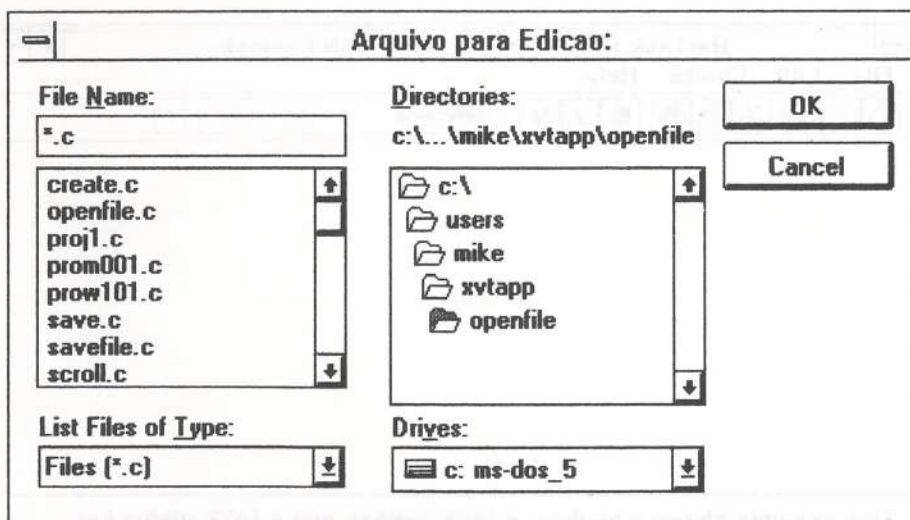 Arquivo para Edicao:
File Name:
*.c
create.c
openfile.c
proj1.c
prom001.c
prow101.c
save.c
savefile.c
scroll.c
List Files of Type:
Files (*.c)
Directories:
c:\...\mike\xvtapp\openfile
c:\
users
mike
xvtapp
openfile
Drives:
c: ms-dos_5
OK
Cancel